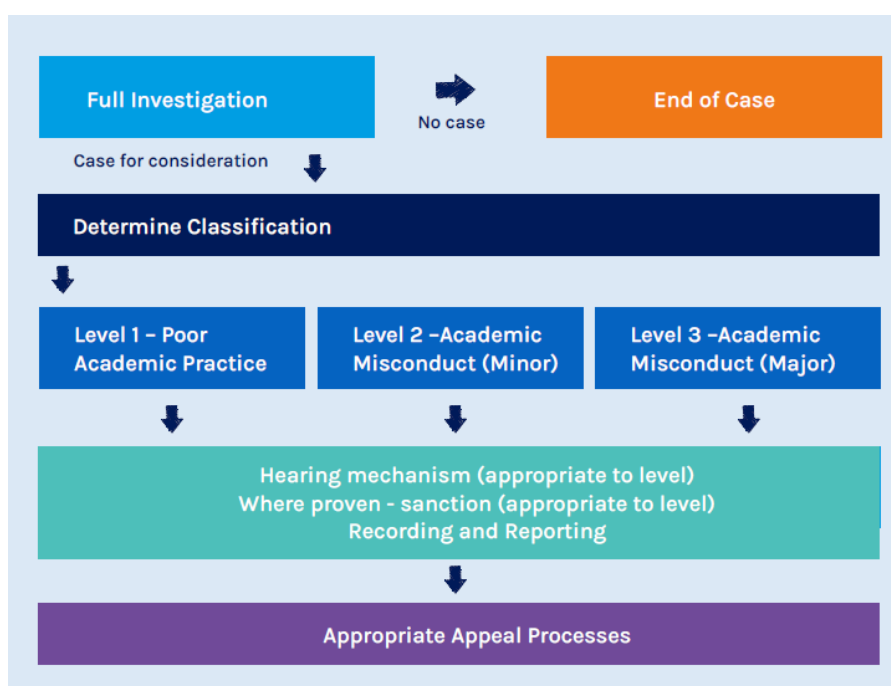 Full Investigation
No case
End of Case
Case for consideration
Determine Classification
Level 1 – Poor
Academic Practice
Level 2 –Academic
Misconduct (Minor)
Level 3 –Academic
Misconduct (Major)
Hearing mechanism (appropriate to level)
Where proven - sanction (appropriate to level)
Recording and Reporting
Appropriate Appeal Processes